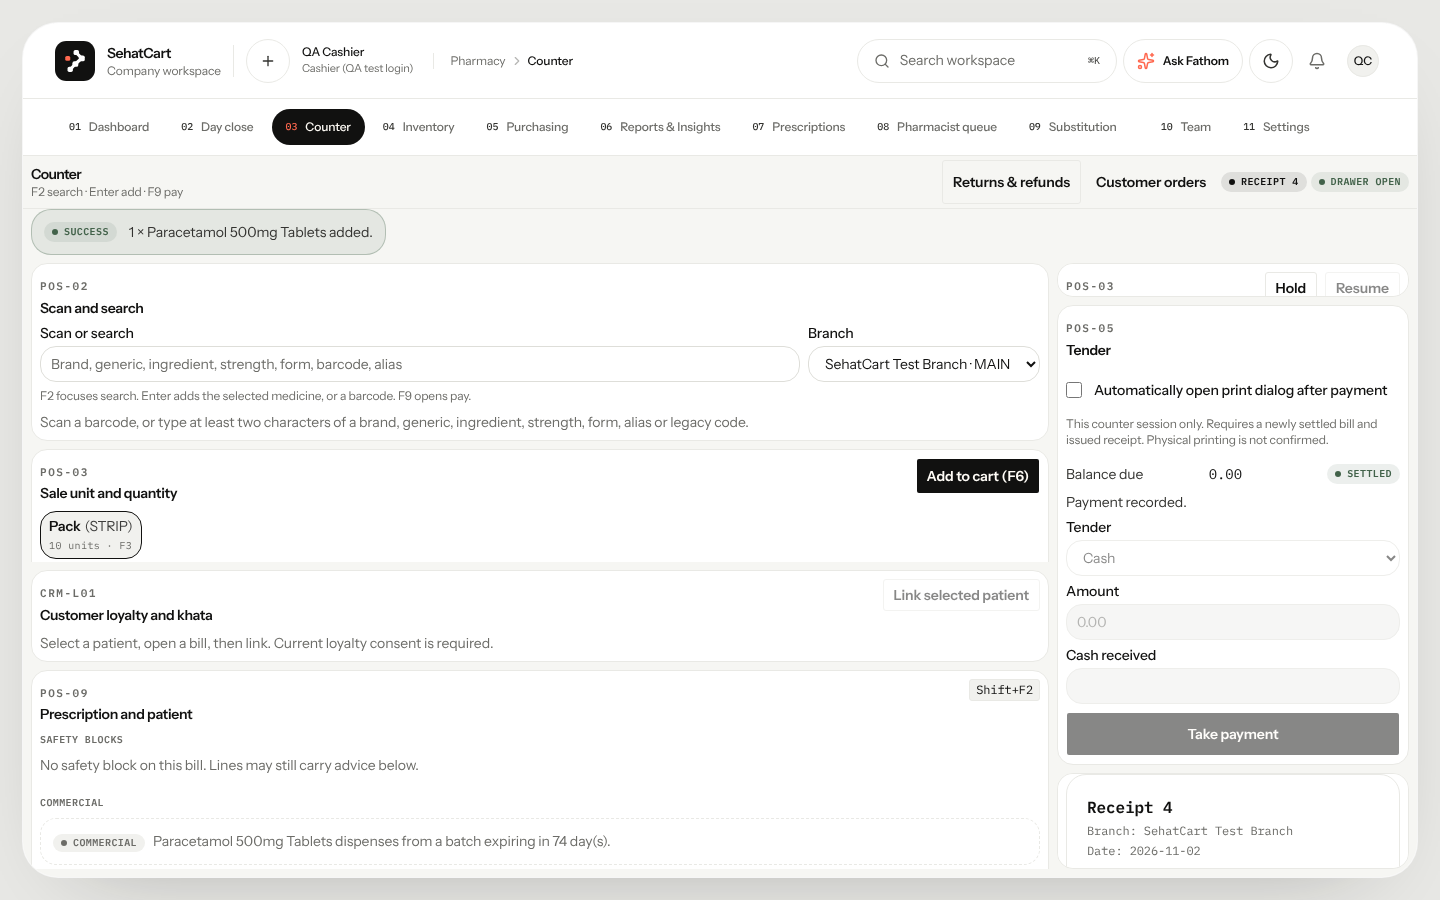 SehatCart
Company workspace
QA Cashier
Cashier (QA test login)
Pharmacy
Counter
Search workspace
⌘K
Ask Fathom
QC
01 Dashboard
02 Day close
03 Counter
04 Inventory
05 Purchasing
06 Reports & Insights
07 Prescriptions
08 Pharmacist queue
09 Substitution
10 Team
11 Settings
Counter
F2 search · Enter add · F9 pay
Returns & refunds
Customer orders
RECEIPT 4
DRAWER OPEN
SUCCESS 1 × Paracetamol 500mg Tablets added.
POS-02
Scan and search
Scan or search
Branch
Brand, generic, ingredient, strength, form, barcode, alias
SehatCart Test Branch · MAIN
F2 focuses search. Enter adds the selected medicine, or a barcode. F9 opens pay.
Scan a barcode, or type at least two characters of a brand, generic, ingredient, strength, form, alias or legacy code.
POS-03
Sale unit and quantity
Add to cart (F6)
Pack (STRIP)
10 units · F3
CRM-L01
Customer loyalty and khata
Link selected patient
Select a patient, open a bill, then link. Current loyalty consent is required.
POS-09
Shift+F2
Prescription and patient
SAFETY BLOCKS
No safety block on this bill. Lines may still carry advice below.
COMMERCIAL
COMMERCIAL Paracetamol 500mg Tablets dispenses from a batch expiring in 74 day(s).
POS-03
Hold
Resume
POS-05
Tender
Automatically open print dialog after payment
This counter session only. Requires a newly settled bill and
issued receipt. Physical printing is not confirmed.
Balance due 0.00 SETTLED
Payment recorded.
Tender
Cash
Amount
0.00
Cash received
Take payment
Receipt 4
Branch: SehatCart Test Branch
Date: 2026-11-02